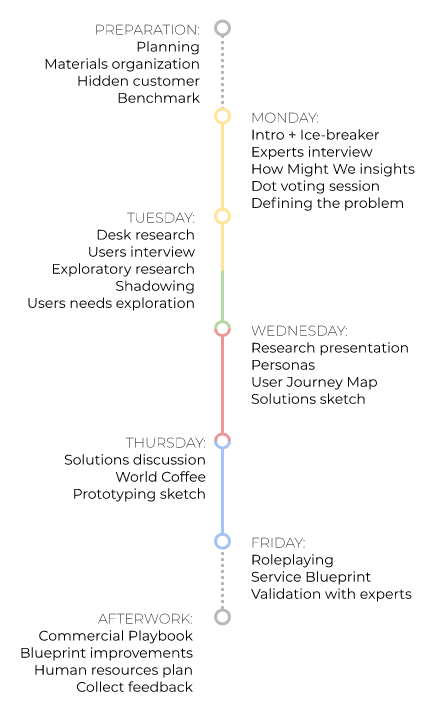 PREPARATION:
Planning
Materials organization
Hidden customer
Benchmark
MONDAY:
Intro + Ice-breaker
Experts interview
How Might We insights
Dot voting session
Defining the problem
TUESDAY:
Desk research
Users interview
Exploratory research
Shadowing
Users needs exploration
WEDNESDAY:
Research presentation
Personas
User Journey Map
Solutions sketch
THURSDAY:
Solutions discussion
World Coffee
Prototyping sketch
FRIDAY:
Roleplaying
Service Blueprint
Validation with experts
AFTERWORK:
Commercial Playbook
Blueprint improvements
Human resources plan
Collect feedback